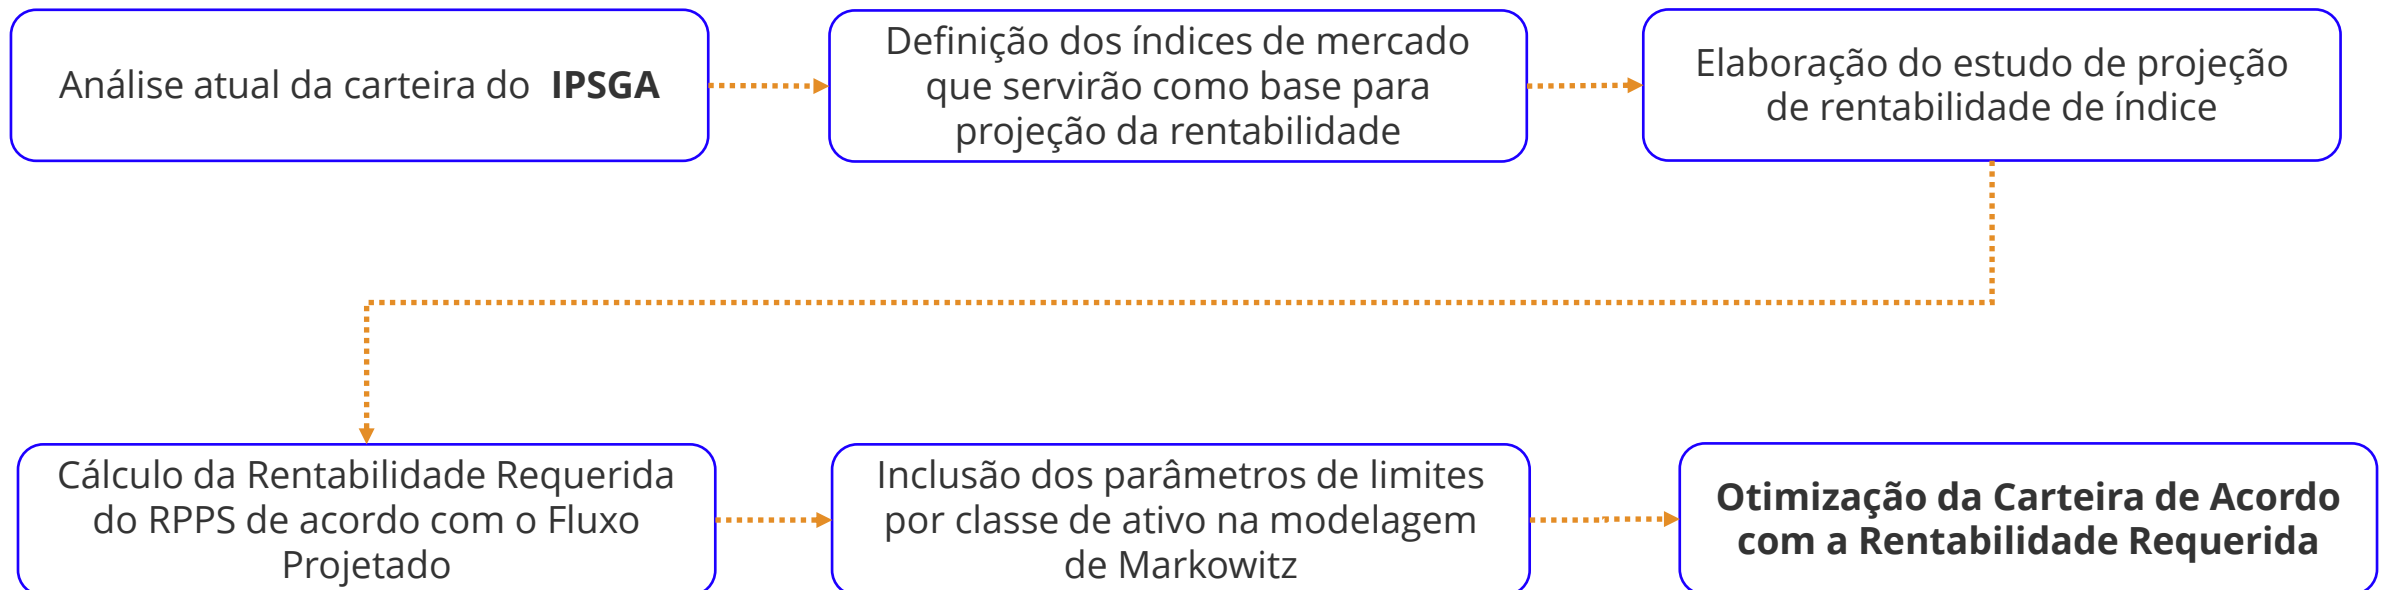 Análise atual da carteira do IPSGA
Definição dos índices de mercado
que servirão como base para
projeção da rentabilidade
Elaboração do estudo de projeção
de rentabilidade de índice
Cálculo da Rentabilidade Requerida
do RPPS de acordo com o Fluxo
Projetado
Inclusão dos parâmetros de limites
por classe de ativo na modelagem
de Markowitz
Otimização da Carteira de Acordo
com a Rentabilidade Requerida